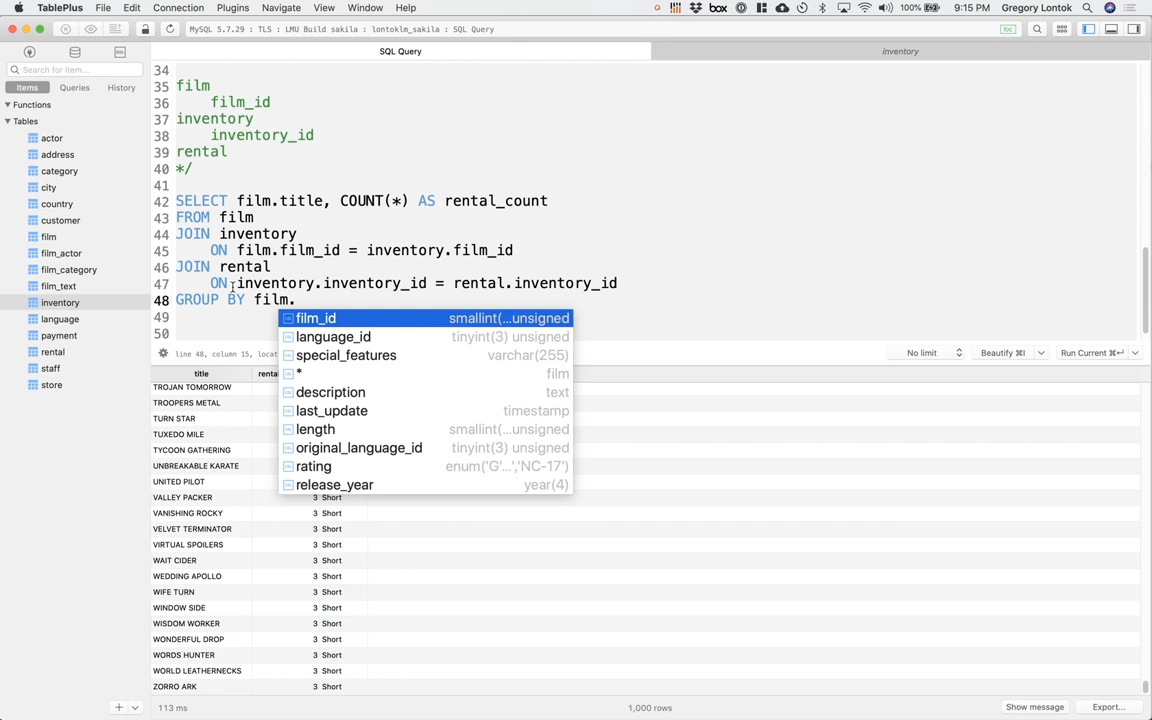 TablePlus File Edit Connection Plugins Navigate View Window Help 100% 9:15 PM Gregory Lontok
MySQL 5.7.29 : TLS : LMU Build sakila : lontoklm_sakila : SQL Query
loc
SQL Query
inventory
Search for item...
Items Queries History
Functions
Tables
actor
address
category
city
country
customer
film
film_actor
film_category
film_text
inventory
language
payment
rental
staff
store
34
35 film
36 film_id
37 inventory
38 inventory_id
39 rental
40 */
41
42 SELECT film.title, COUNT(*) AS rental_count
43 FROM film
44 JOIN inventory
45 ON film.film_id = inventory.film_id
46 JOIN rental
47 ON inventory.inventory_id = rental.inventory_id
48 GROUP BY film.
49
50
film_id smallint(...unsigned
language_id tinyint(3) unsigned
special_features varchar(255)
* film
description text
last_update timestamp
length smallint(...unsigned
original_language_id tinyint(3) unsigned
rating enum('G'...,'NC-17')
release_year year(4)
line 48, column 15, locat
No limit
Beautify ⌘I
Run Current ⌘↩
title
renta
TROJAN TOMORROW
TROOPERS METAL
TURN STAR
TUXEDO MILE
TYCOON GATHERING
UNBREAKABLE KARATE
UNITED PILOT
VALLEY PACKER 3 Short
VANISHING ROCKY 3 Short
VELVET TERMINATOR 3 Short
VIRTUAL SPOILERS 3 Short
WAIT CIDER 3 Short
WEDDING APOLLO 3 Short
WIFE TURN 3 Short
WINDOW SIDE 3 Short
WISDOM WORKER 3 Short
WONDERFUL DROP 3 Short
WORDS HUNTER 3 Short
WORLD LEATHERNECKS 3 Short
ZORRO ARK 3 Short
113 ms
1,000 rows
Show message
Export...